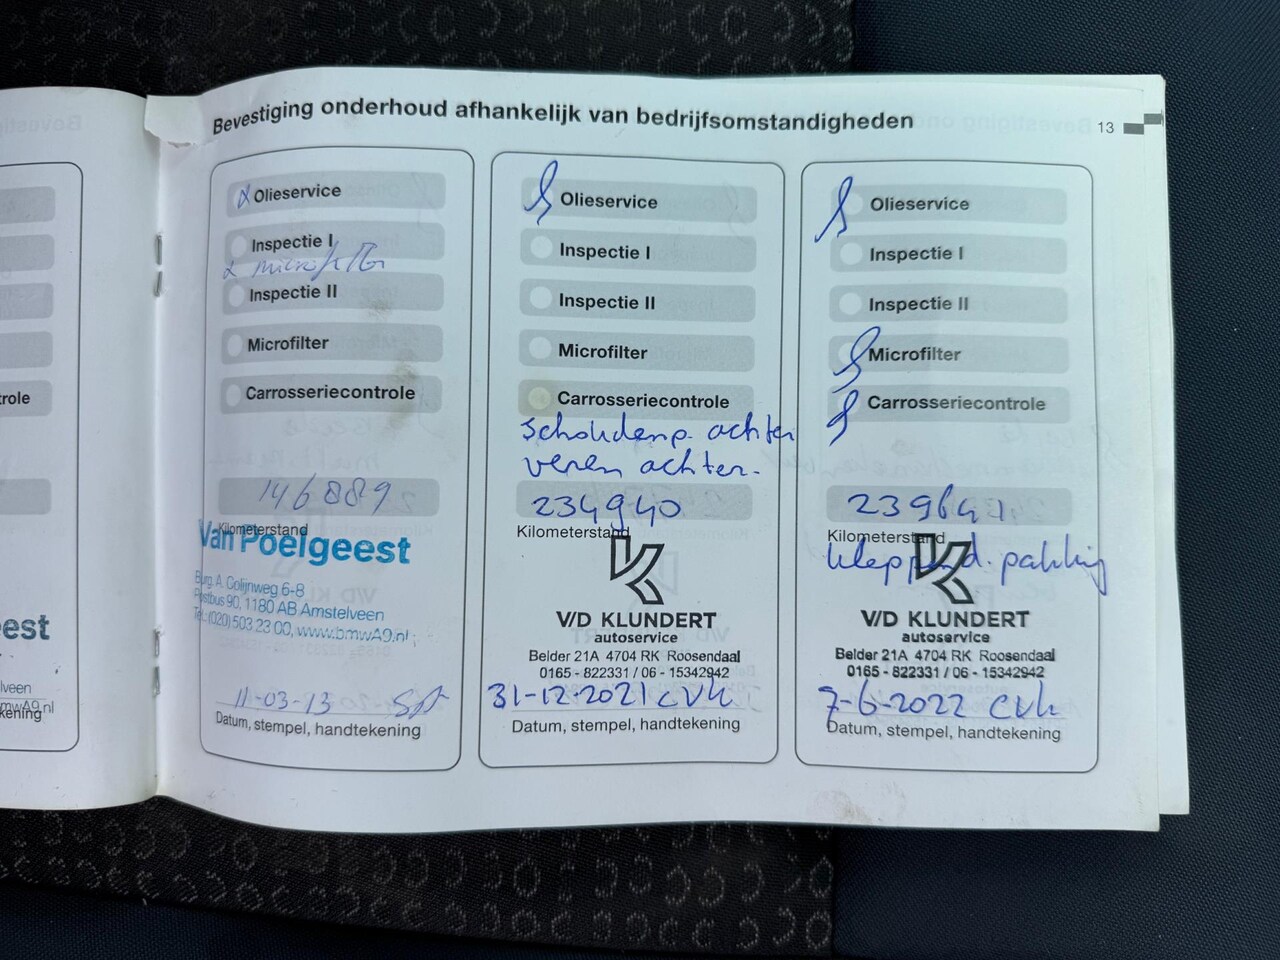 Bevestiging onderhoud afhankelijk van bedrijfsomstandigheden
13
Olieservice
Inspectie I
microfilter
Inspectie II
Microfilter
Carrosseriecontrole
146889
Kilometerstand
Van Poelgeest
Burg. A. Colijnweg 6-8
Postbus 90, 1180 AB Amstelveen
Tel.: (020) 503 23 00, www.bmwA9.nl
11-03-13
Datum, stempel, handtekening
Olieservice
Inspectie I
Inspectie II
Microfilter
Carrosseriecontrole
Schokdemp. achter
veren achter.
234940
Kilometerstand
V/D KLUNDERT
autoservice
Belder 21A 4704 RK Roosendaal
0165 - 822331 / 06 - 15342942
31-12-2021 CVK
Datum, stempel, handtekening
Olieservice
Inspectie I
Inspectie II
Microfilter
Carrosseriecontrole
239641
Kilometerstand
kleppend. pakking
V/D KLUNDERT
autoservice
Belder 21A 4704 RK Roosendaal
0165 - 822331 / 06 - 15342942
7-6-2022 CVK
Datum, stempel, handtekening